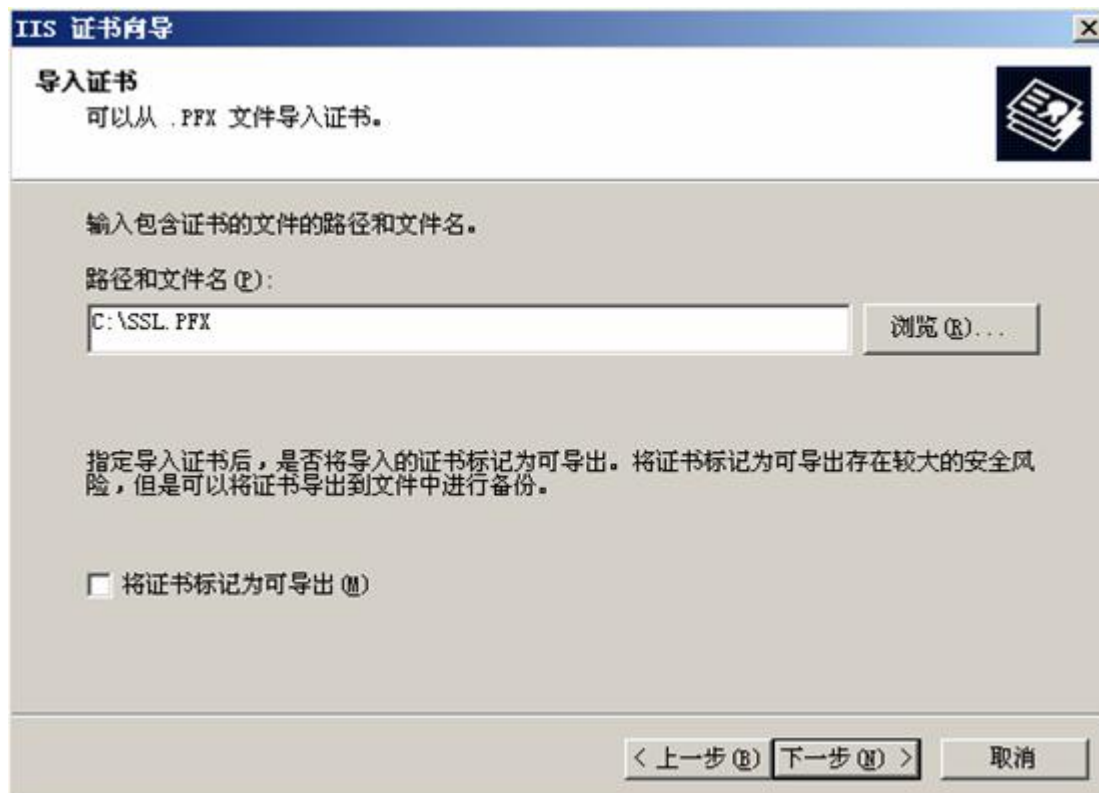 IIS 证书向导
导入证书
可以从 .PFX 文件导入证书。
输入包含证书的文件的路径和文件名。
路径和文件名(P):
C:\SSL.PFX
浏览(R)...
指定导入证书后，是否将导入的证书标记为可导出。将证书标记为可导出存在较大的安全风
险，但是可以将证书导出到文件中进行备份。
将证书标记为可导出(M)
< 上一步(B) 下一步(N) > 取消